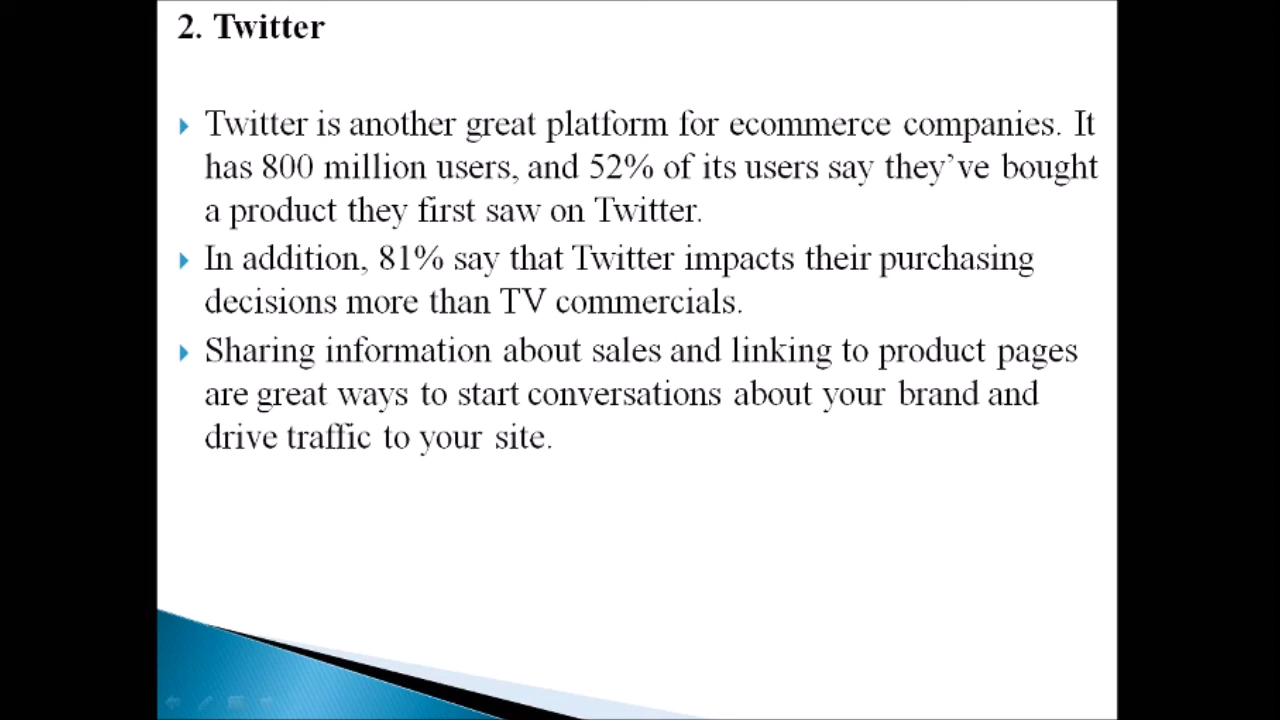 2. Twitter
Twitter is another great platform for ecommerce companies. It
has 800 million users, and 52% of its users say they’ve bought
a product they first saw on Twitter.
In addition, 81% say that Twitter impacts their purchasing
decisions more than TV commercials.
Sharing information about sales and linking to product pages
are great ways to start conversations about your brand and
drive traffic to your site.